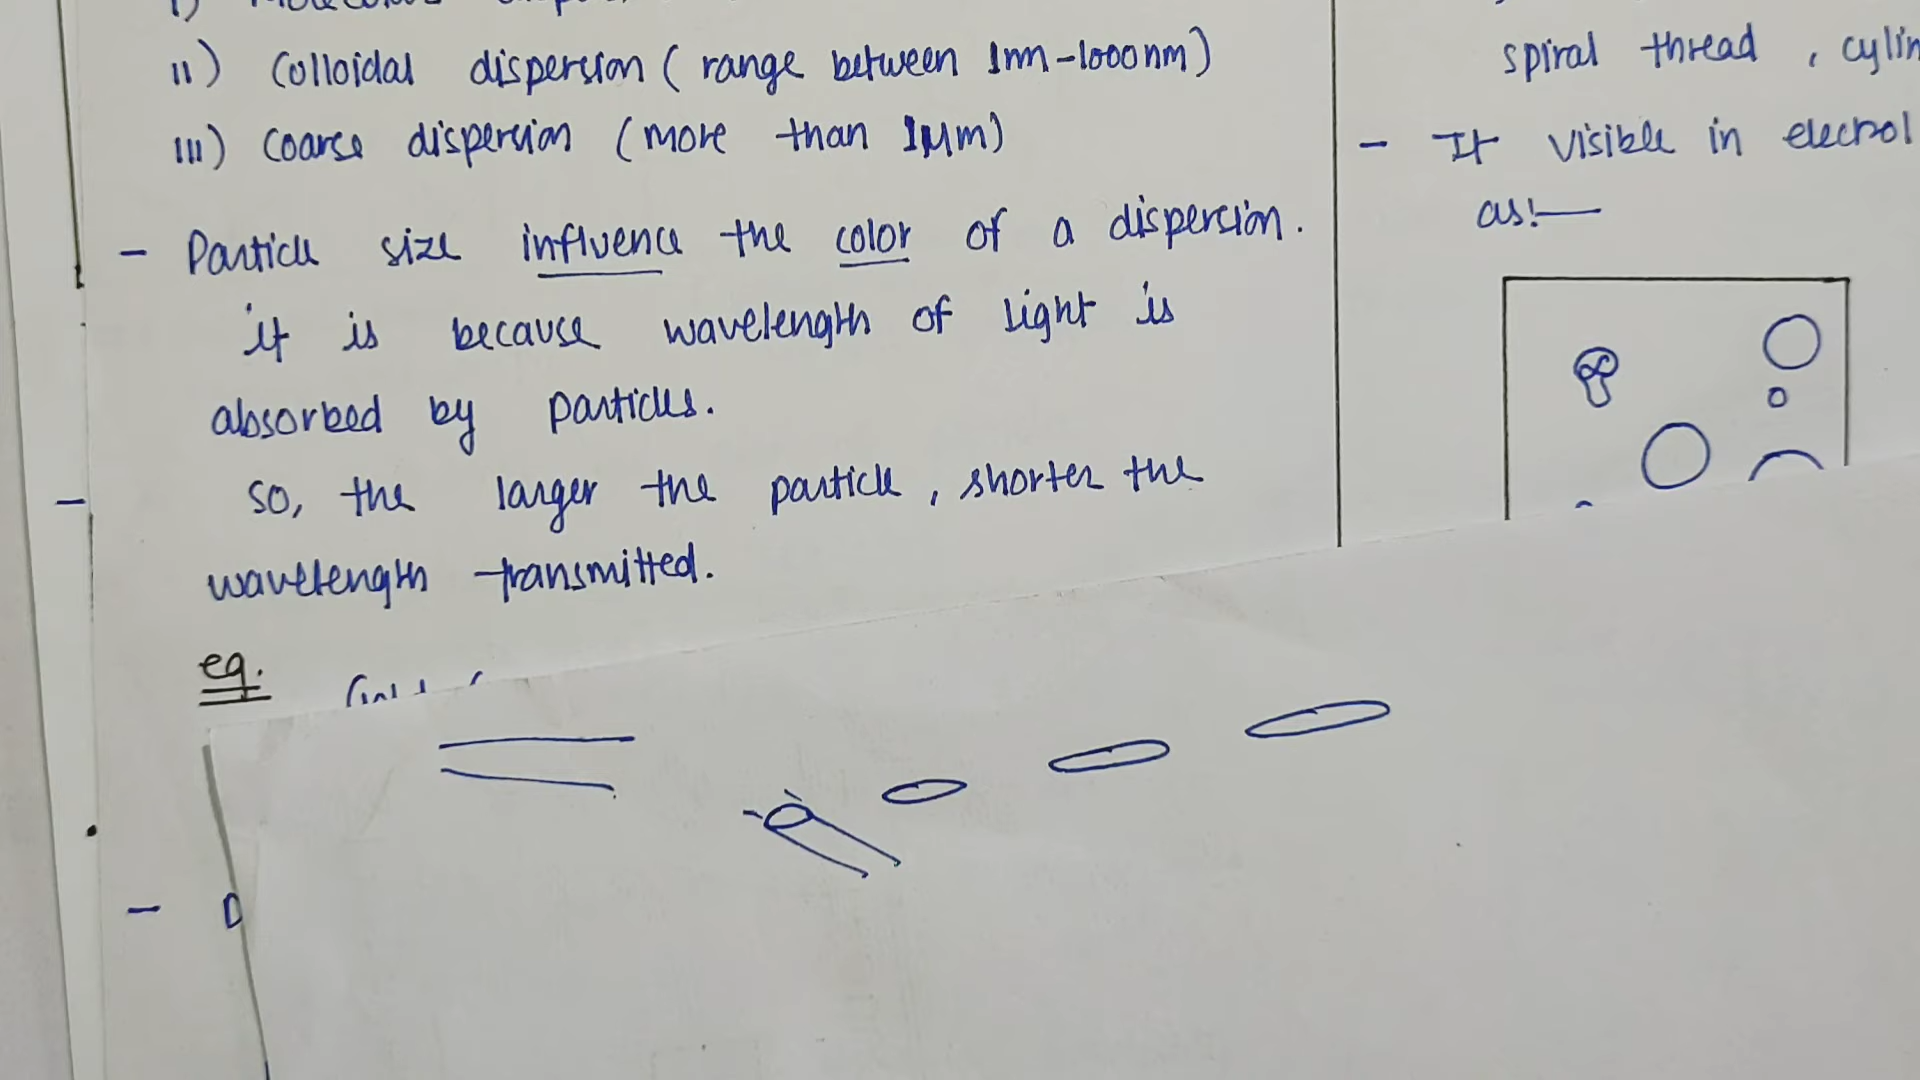 ii) Colloidal dispersion (range between 1nm-1000nm)
iii) Coarse dispersion (more than 1μm)
- Particle size influence the color of a dispersion.
it is because wavelength of light is
absorbed by particles.
so, the larger the particle, shorter the
wavelength transmitted.
eg.
spiral thread, cylin
- It visible in
as:-